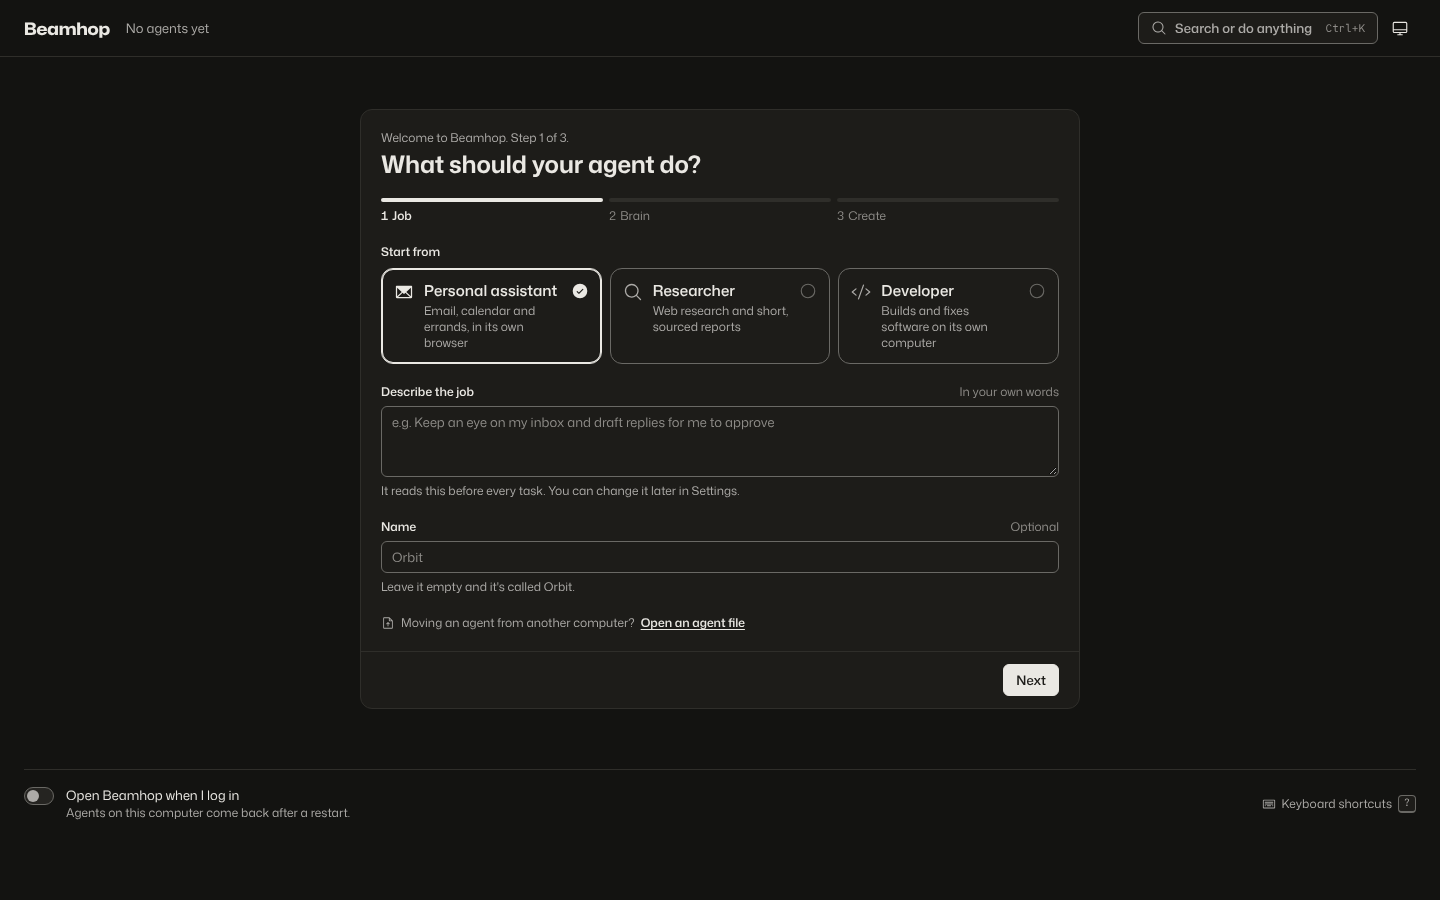 Beamhop
No agents yet
Search or do anything Ctrl+K
Welcome to Beamhop. Step 1 of 3.
What should your agent do?
1 Job
2 Brain
3 Create
Start from
Personal assistant
Email, calendar and
errands, in its own
browser
Researcher
Web research and short,
sourced reports
Developer
Builds and fixes
software on its own
computer
Describe the job
In your own words
e.g. Keep an eye on my inbox and draft replies for me to approve
It reads this before every task. You can change it later in Settings.
Name
Optional
Orbit
Leave it empty and it's called Orbit.
Moving an agent from another computer? Open an agent file
Next
Open Beamhop when I log in
Agents on this computer come back after a restart.
Keyboard shortcuts ?